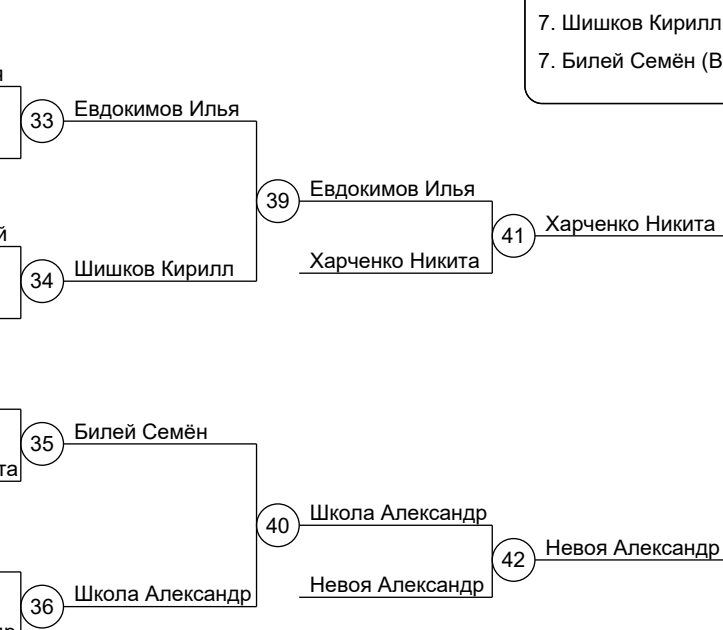 7. Шишков Кирилл
7. Билей Семён (В
33
Евдокимов Илья
39
Евдокимов Илья
41
Харченко Никита
Харченко Никита
34
Шишков Кирилл
35
Билей Семён
та
40
Школа Александр
42
Невоя Александр
Невоя Александр
36
Школа Александр